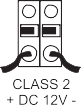 CLASS 2
+ DC 12V -